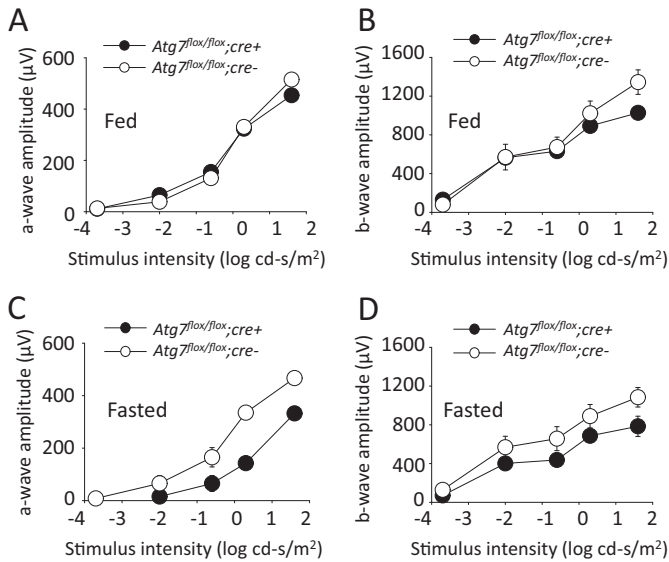 A
Atg7flox/flox;cre+
Atg7flox/flox;cre-
Fed
a-wave amplitude (µV)
600
400
200
0
-4 -3 -2 -1 0 1 2
Stimulus intensity (log cd-s/m2)
B
Atg7flox/flox;cre+
Atg7flox/flox;cre-
Fed
b-wave amplitude (µV)
1600
1200
800
400
0
-4 -3 -2 -1 0 1 2
Stimulus intensity (log cd-s/m2)
C
Atg7flox/flox;cre+
Atg7flox/flox;cre-
Fasted
a-wave amplitude (µV)
600
400
200
0
-4 -3 -2 -1 0 1 2
Stimulus intensity (log cd-s/m2)
D
Atg7flox/flox;cre+
Atg7flox/flox;cre-
Fasted
b-wave amplitude (µV)
1600
1200
800
400
0
-4 -3 -2 -1 0 1 2
Stimulus intensity (log cd-s/m2)